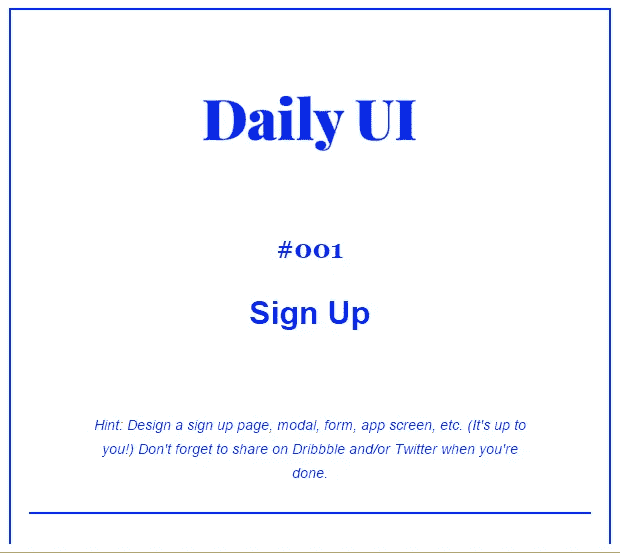 Daily UI
#001
Sign Up
Hint: Design a sign up page, modal, form, app screen, etc. (It's up to
you!) Don't forget to share on Dribbble and/or Twitter when you're
done.